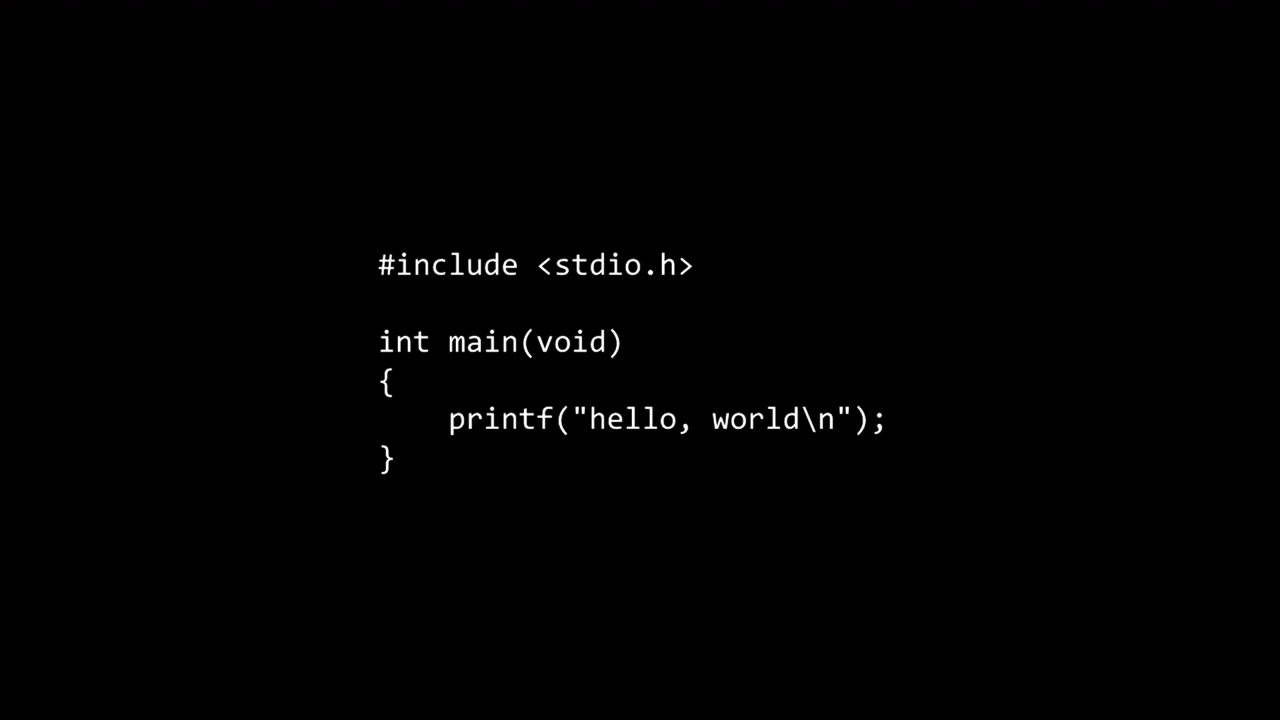 #include <stdio.h>

int main(void)
{
    printf("hello, world\n");
}